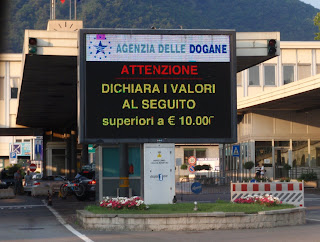 AGENZIA DELLE DOGANE
ATTENZIONE
DICHIARA I VALORI
AL SEGUITO
superiori a € 10.000